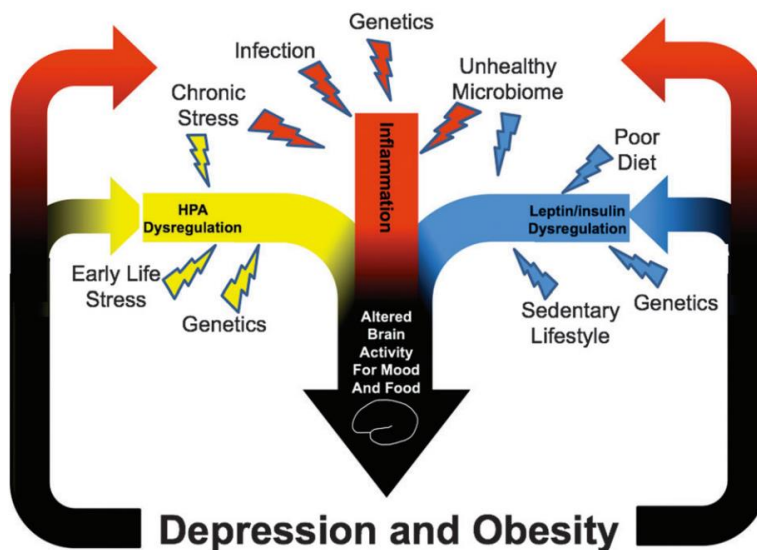 Genetics
Infection
Unhealthy
Microbiome
Chronic
Stress
Inflammation
Poor
Diet
HPA
Dysregulation
Leptin/insulin
Dysregulation
Early Life
Stress
Genetics
Sedentary
Lifestyle
Genetics
Altered
Brain
Activity
For Mood
And Food
Depression and Obesity